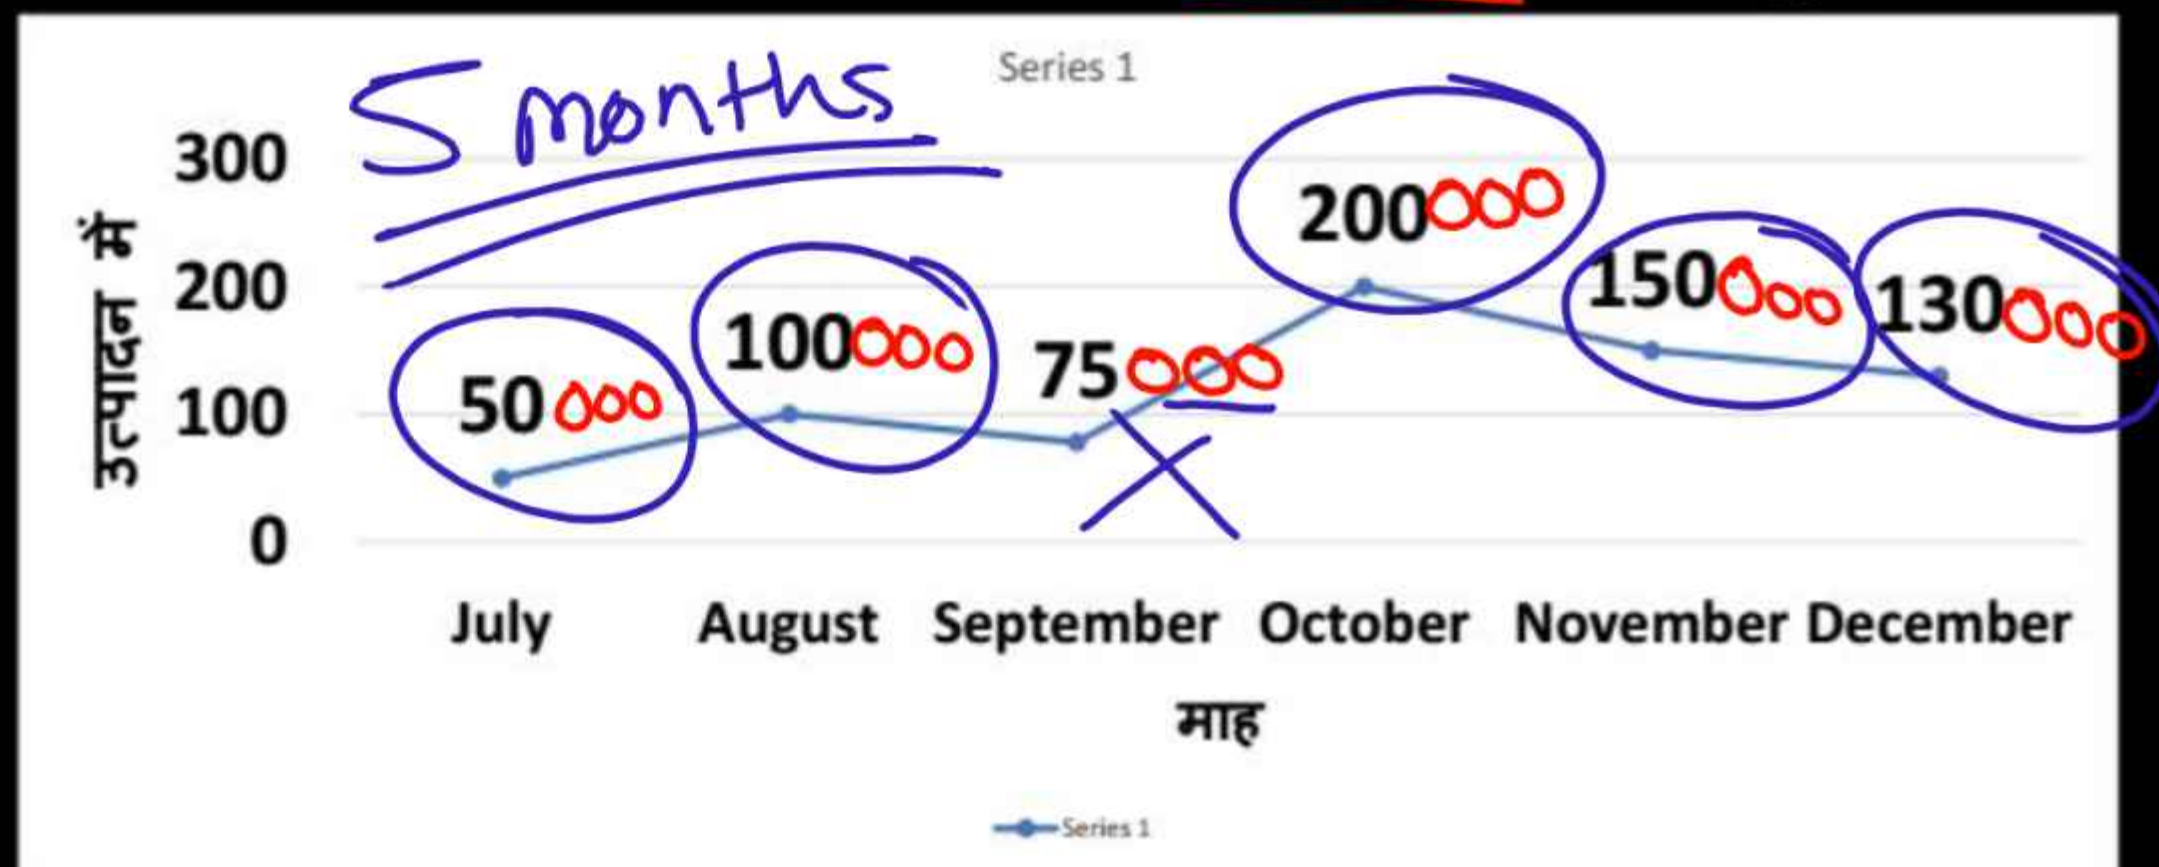 Series 1
5 months
300
200
100
0
उत्पादन में
50000
100000
75000
200000
150000
130000
July August September October November December
माह
Series 1